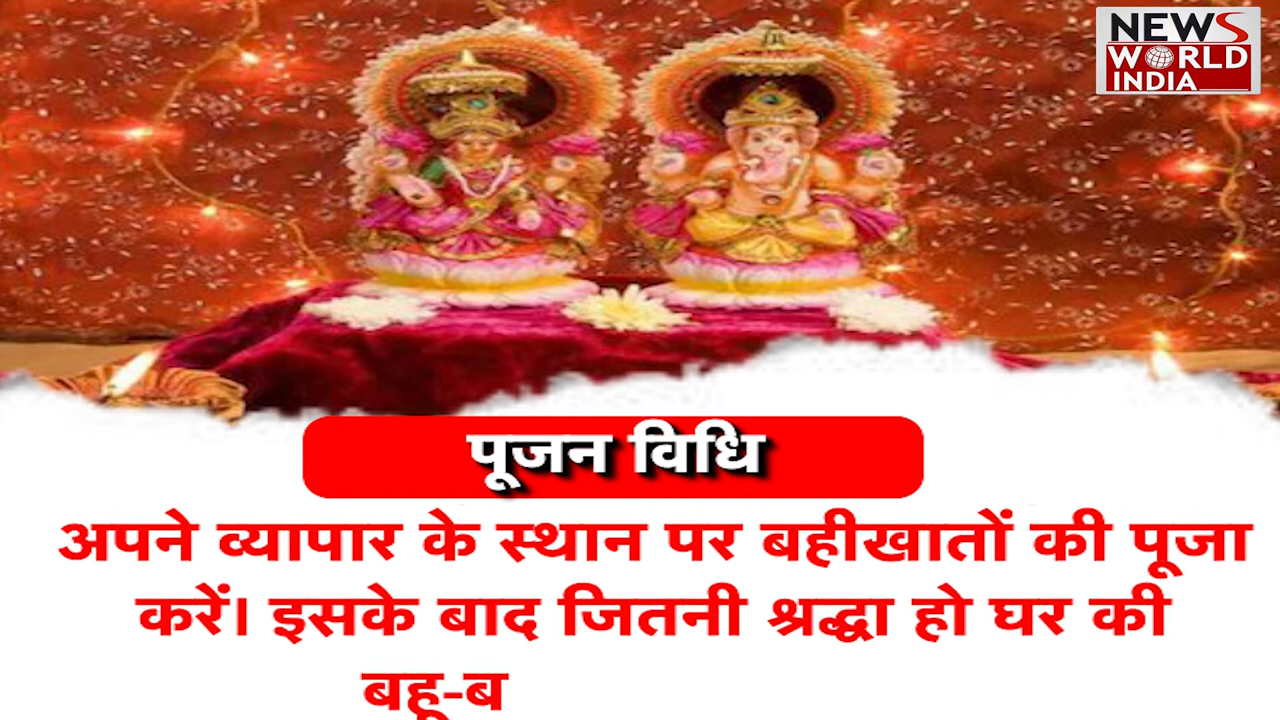 NEWS
WORLD
INDIA
पूजन विधि
अपने व्यापार के स्थान पर बहीखातों की पूजा
करें। इसके बाद जितनी श्रद्धा हो घर की
बहू-ब